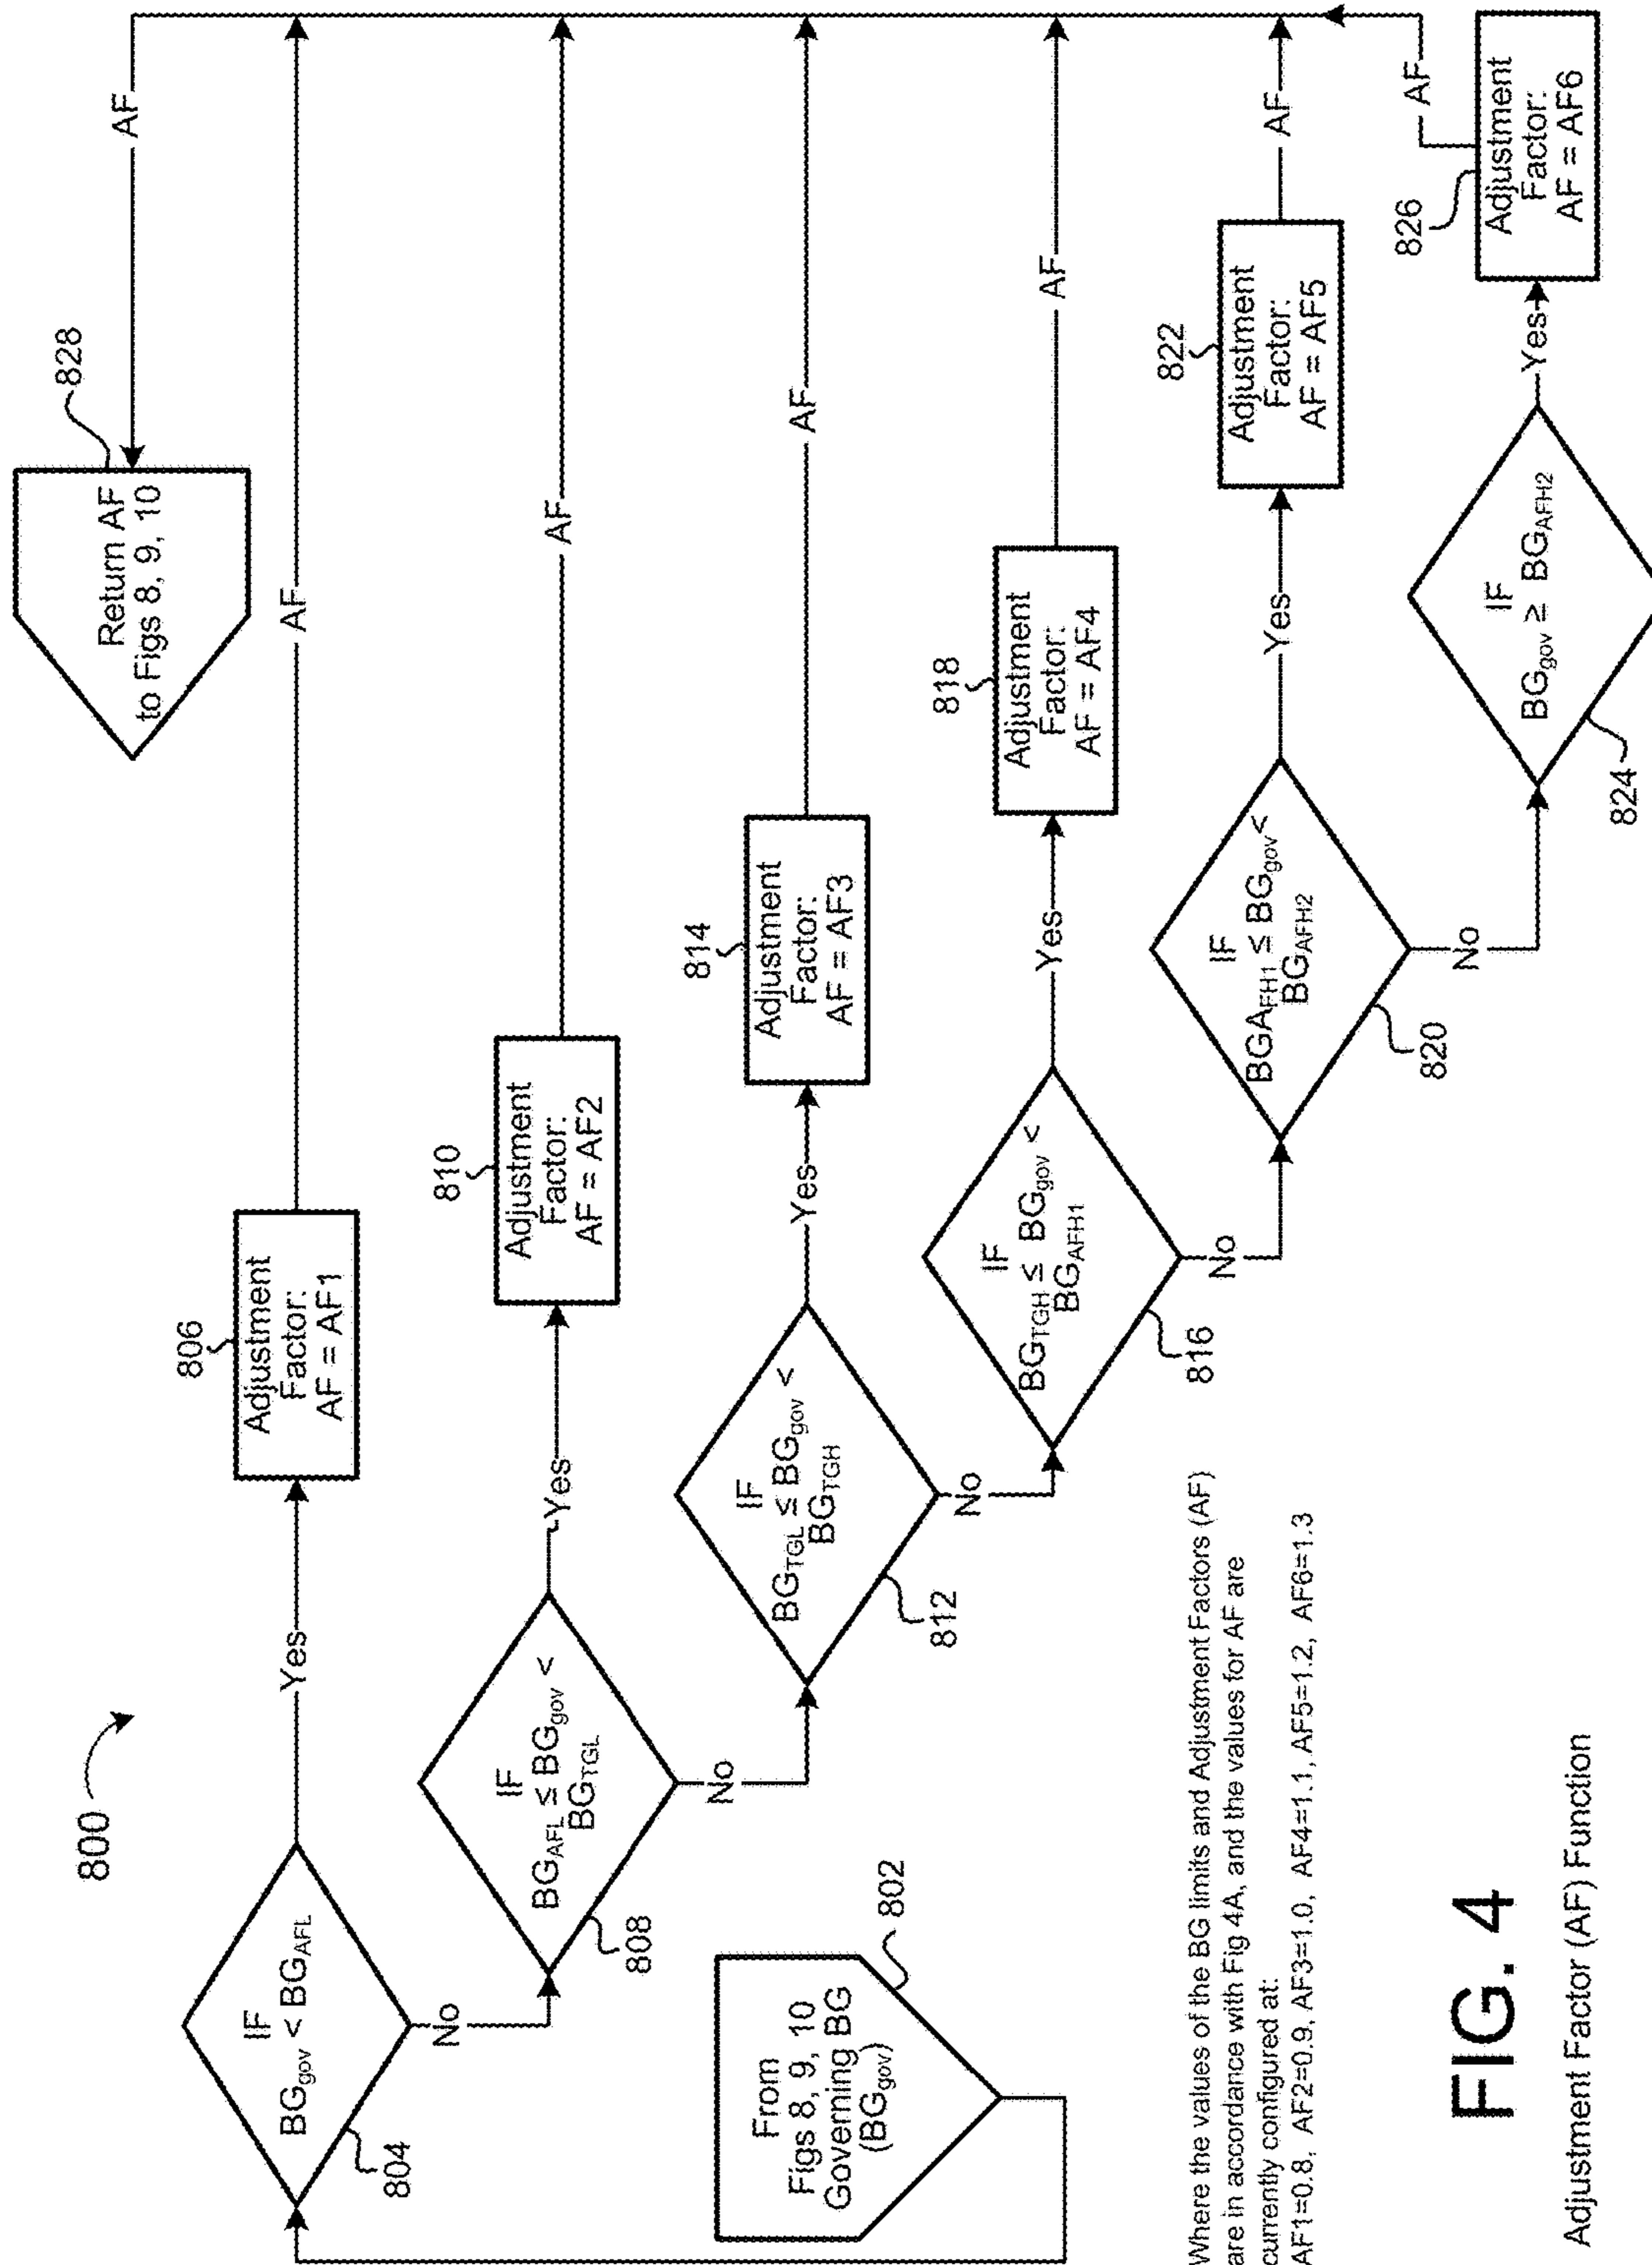 800
804
IF
BGgov < BGAFL
Yes
No
806
Adjustment
Factor:
AF = AF1
AF
828
Return AF
to Figs 8, 9, 10
AF
808
IF
BGAFL ≤ BGgov <
BGTGL
Yes
No
810
Adjustment
Factor:
AF = AF2
AF
802
From
Figs 8, 9, 10
Governing BG
(BGgov)
812
IF
BGTGL ≤ BGgov <
BGTGH
Yes
No
814
Adjustment
Factor:
AF = AF3
AF
816
IF
BGTGH ≤ BGgov <
BGAFH1
Yes
No
818
Adjustment
Factor:
AF = AF4
AF
820
IF
BGAFH1 ≤ BGgov <
BGAFH2
Yes
No
822
Adjustment
Factor:
AF = AF5
AF
824
IF
BGgov ≥ BGAFH2
Yes
826
Adjustment
Factor:
AF = AF6
AF
Where the values of the BG limits and Adjustment Factors (AF)
are in accordance with Fig 4A, and the values for AF are
currently configured at:
AF1=0.8, AF2=0.9, AF3=1.0, AF4=1.1, AF5=1.2, AF6=1.3
FIG. 4
Adjustment Factor (AF) Function